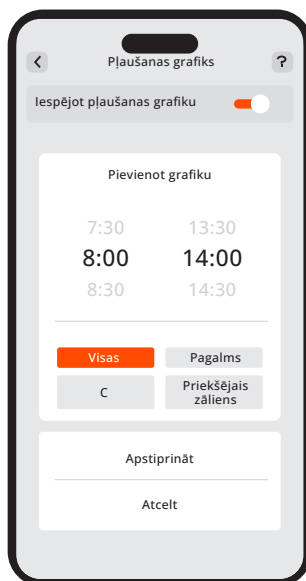 Pļaušanas grafiks
?
Iespējot pļaušanas grafiku
Pievienot grafiku
7:30 13:30
8:00 14:00
8:30 14:30
Visas Pagalms
C Priekšējais
zāliens
Apstiprināt
Atcelt